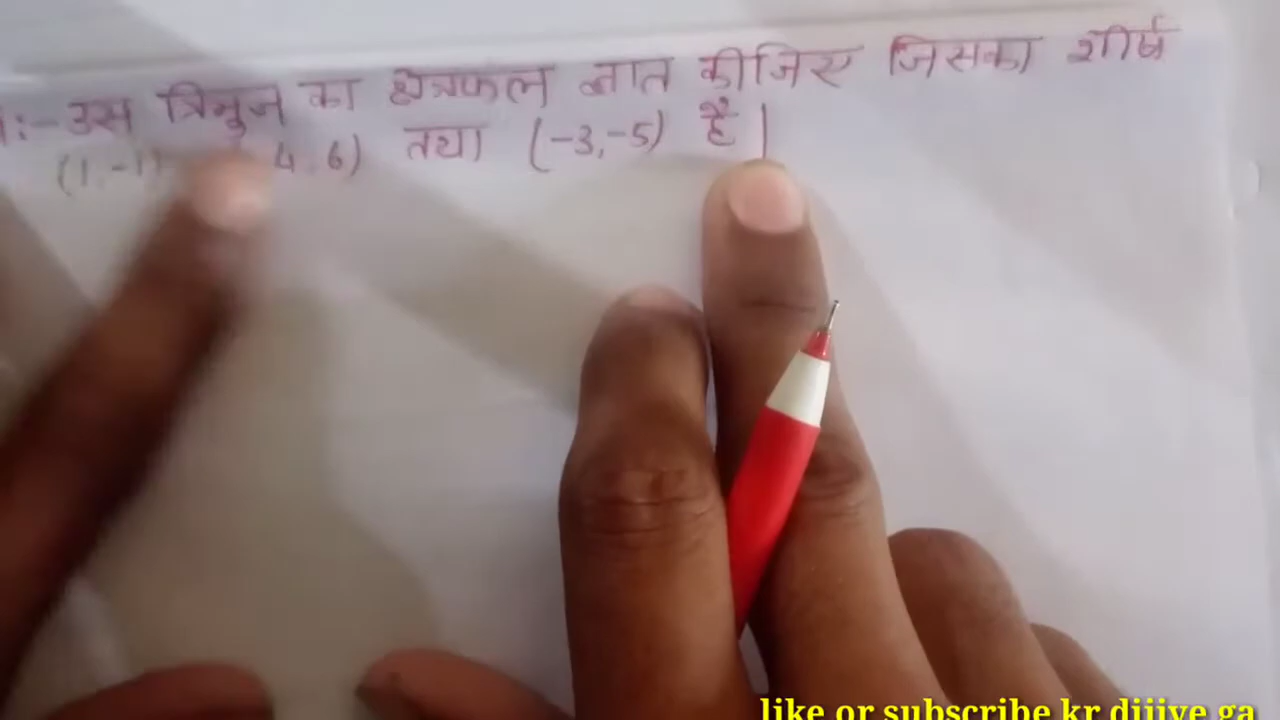 :- उस त्रिभुज का क्षेत्रफल ज्ञात कीजिए जिसका शीर्ष
(1,-1) 4,6) तथा (-3,-5) है।
like or subscribe kr dijiye ga